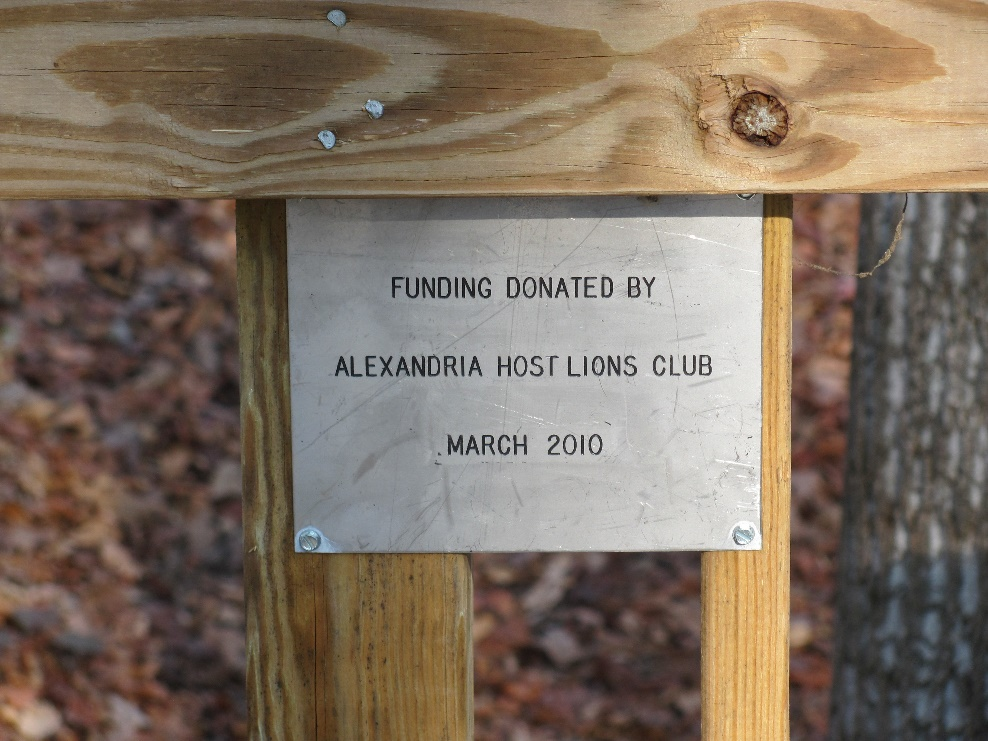 FUNDING DONATED BY
ALEXANDRIA HOST LIONS CLUB
MARCH 2010